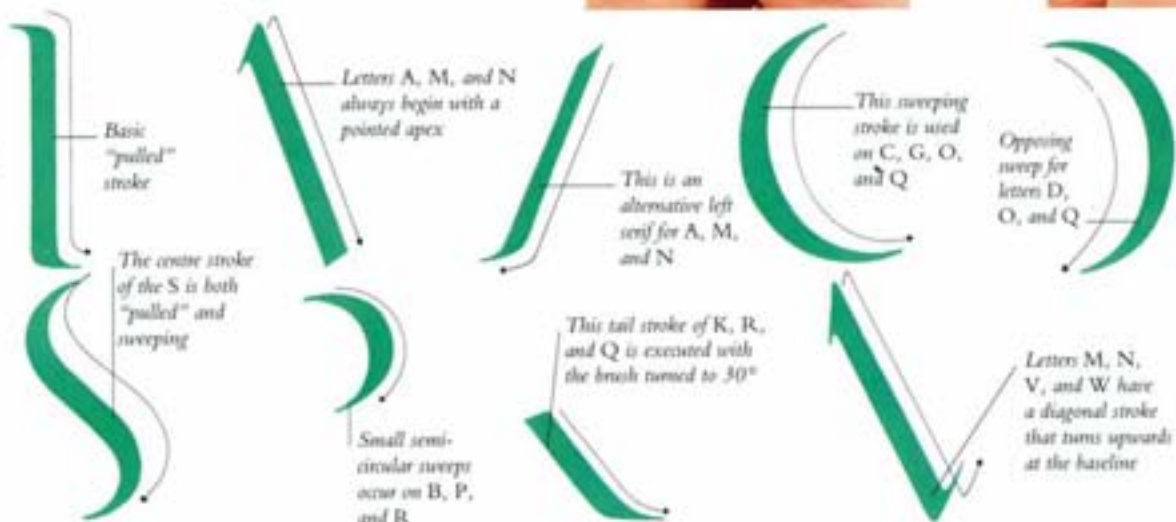 Basic
"pulled"
stroke
Letters A, M, and N
always begin with a
pointed apex
This is an
alternative left
serif for A, M,
and N
This sweeping
stroke is used
on C, G, O,
and Q
Opposing
sweep for
letters D,
O, and Q
The centre stroke
of the S is both
"pulled" and
sweeping
Small semi-
circular sweeps
occur on B, P,
and R
This tail stroke of K, R,
and Q is executed with
the brush turned to 30°
Letters M, N,
V, and W have
a diagonal stroke
that turns upwards
at the baseline